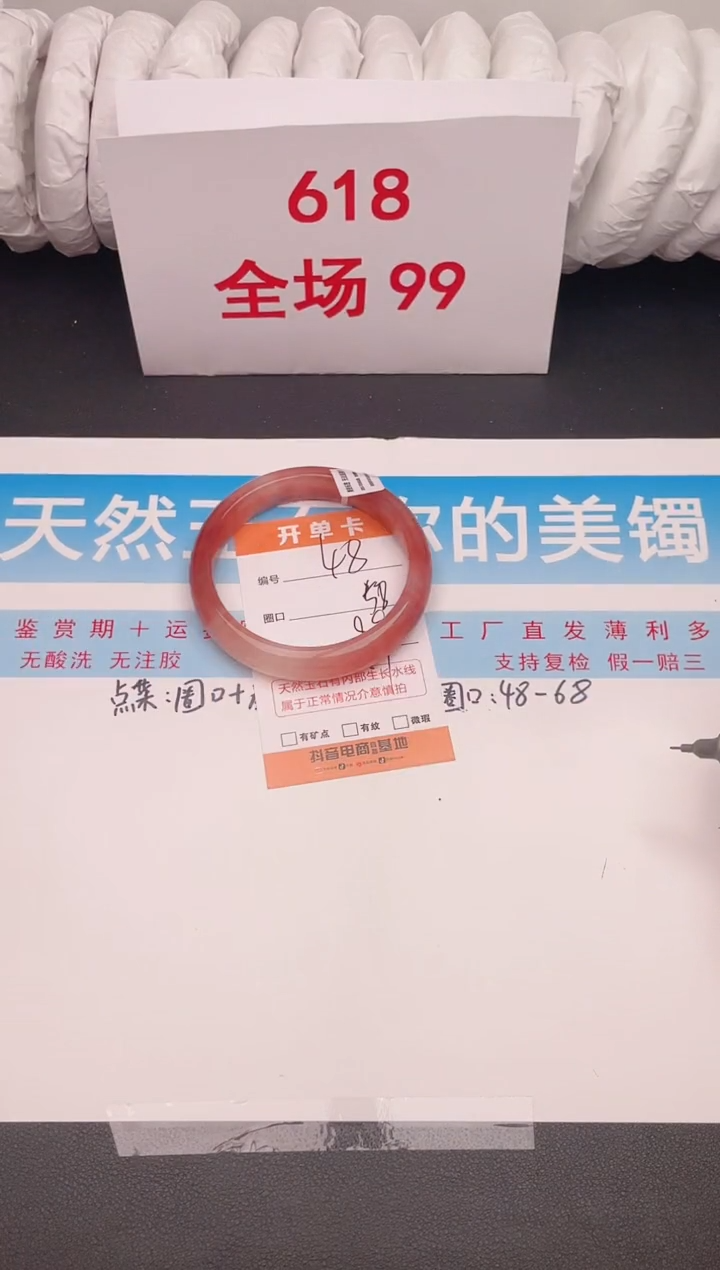 618
全场 99
天然玉 你的美镯
开单卡
编号 48
圈口 58
鉴赏期+运 工厂直发薄利多
无酸洗 无注胶 支持复检 假一赔三
天然玉石有内部生长水线
属于正常情况介意慎拍
点菜:圈口+ 圈口:48-68
有矿点 有纹 微瑕
抖音电商 基地